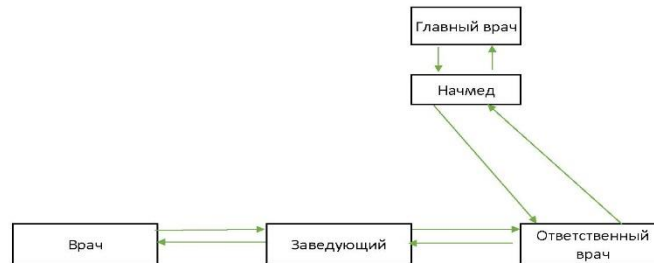 Главный врач
Начмед
Врач
Заведующий
Ответственный
врач